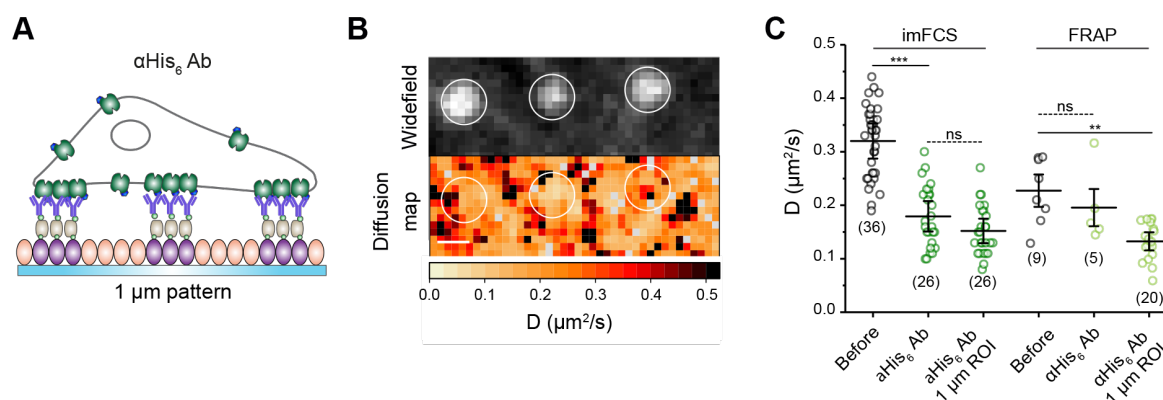 A
αHis₆ Ab
1 μm pattern
B
Widefield
Diffusion
map
0.0 0.1 0.2 0.3 0.4 0.5
D (μm²/s)
C
imFCS FRAP
*** ns ns **
D (μm²/s)
0.5
0.4
0.3
0.2
0.1
0.0
(36) (26) (26) (9) (5) (20)
Before
aHis₆ Ab
aHis₆ Ab
1 μm ROI
Before
αHis₆ Ab
αHis₆ Ab
1 μm ROI